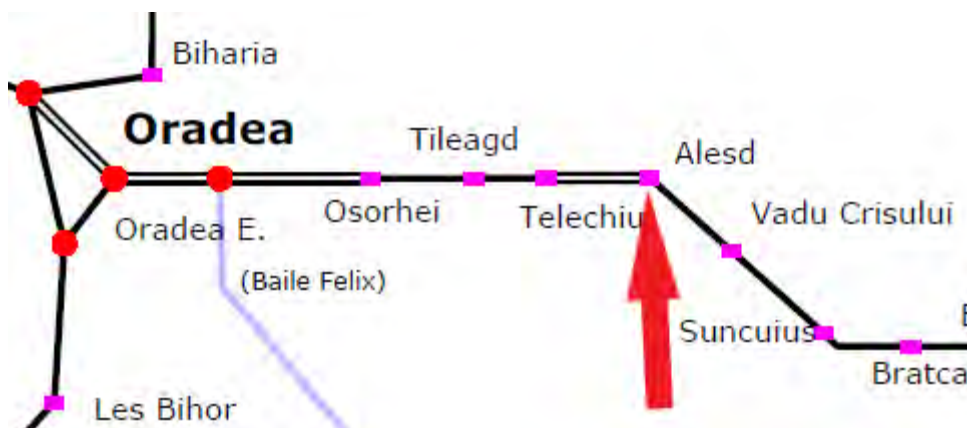 Biharia
Oradea
Tileagd
Alesd
Oradea E.
Osorhei
Telechiu
Vadu Crisului
(Baile Felix)
Suncuius
Bratca
Les Bihor